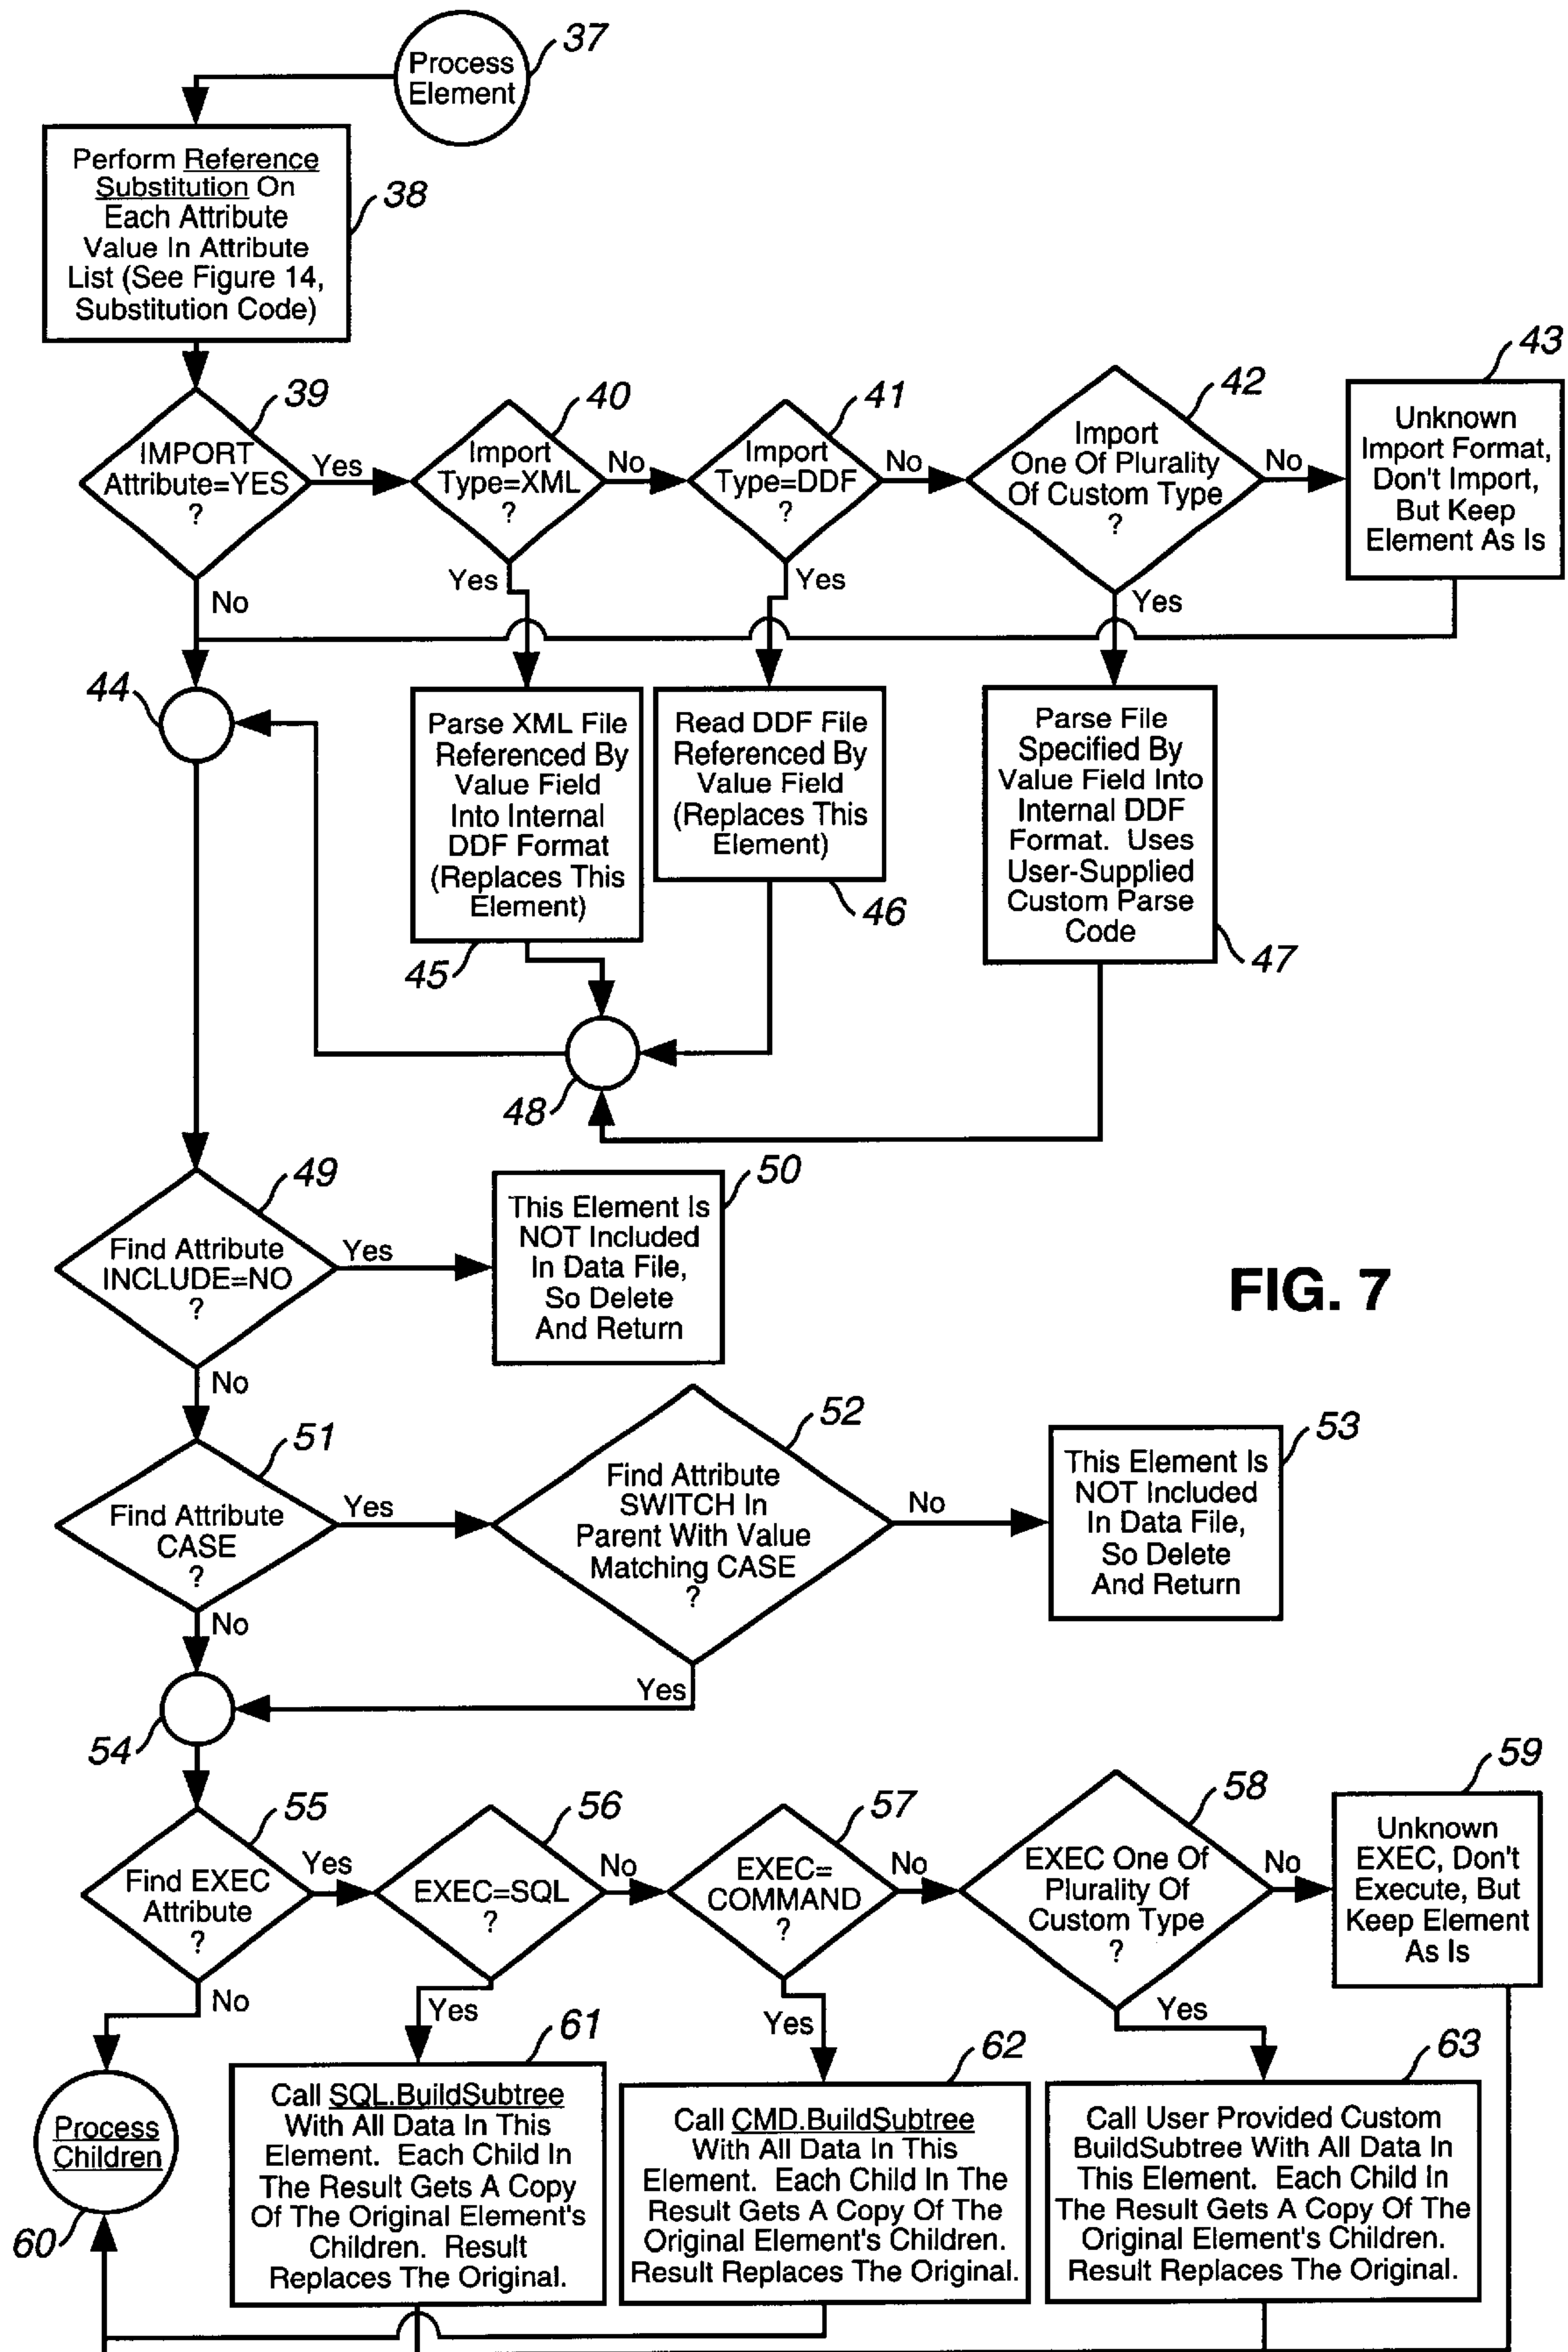 Process
Element
37
Perform Reference
Substitution On
Each Attribute
Value In Attribute
List (See Figure 14,
Substitution Code)
38
IMPORT
Attribute=YES
?
39
Yes
No
Import
Type=XML
?
40
No
Yes
Import
Type=DDF
?
41
No
Yes
Import
One Of Plurality
Of Custom Type
?
42
No
Yes
43
Unknown
Import Format,
Don't Import,
But Keep
Element As Is
44
Parse XML File
Referenced By
Value Field
Into Internal
DDF Format
(Replaces This
Element)
45
Read DDF File
Referenced By
Value Field
(Replaces This
Element)
46
Parse File
Specified By
Value Field Into
Internal DDF
Format. Uses
User-Supplied
Custom Parse
Code
47
48
49
Find Attribute
INCLUDE=NO
?
Yes
No
50
This Element Is
NOT Included
In Data File,
So Delete
And Return
FIG. 7
51
Find Attribute
CASE
?
Yes
No
52
Find Attribute
SWITCH In
Parent With Value
Matching CASE
?
No
Yes
53
This Element Is
NOT Included
In Data File,
So Delete
And Return
54
55
Find EXEC
Attribute
?
Yes
No
56
EXEC=SQL
?
No
Yes
57
EXEC=
COMMAND
?
No
Yes
58
EXEC One Of
Plurality Of
Custom Type
?
No
Yes
59
Unknown
EXEC, Don't
Execute, But
Keep Element
As Is
Process
Children
60
61
Call SQL.BuildSubtree
With All Data In This
Element. Each Child In
The Result Gets A Copy
Of The Original Element's
Children. Result
Replaces The Original.
62
Call CMD.BuildSubtree
With All Data In This
Element. Each Child In The
Result Gets A Copy Of The
Original Element's Children.
Result Replaces The Original.
63
Call User Provided Custom
BuildSubtree With All Data In
This Element. Each Child In
The Result Gets A Copy Of The
Original Element's Children.
Result Replaces The Original.